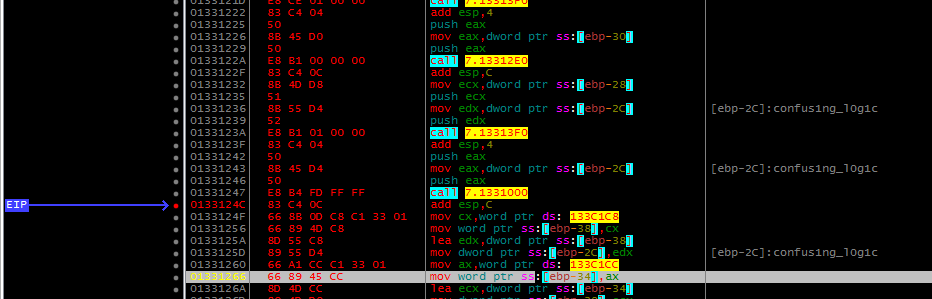 0133121D E8 CE 01 00 00 call 7.13313F0
01331222 83 C4 04 add esp,4
01331225 50 push eax
01331226 8B 45 D0 mov eax,dword ptr ss:[ebp-30]
01331229 50 push eax
0133122A E8 B1 00 00 00 call 7.13312E0
0133122F 83 C4 0C add esp,C
01331232 8B 4D D8 mov ecx,dword ptr ss:[ebp-28]
01331235 51 push ecx
01331236 8B 55 D4 mov edx,dword ptr ss:[ebp-2C] [ebp-2C]:confusing_logic
01331239 52 push edx
0133123A E8 B1 01 00 00 call 7.13313F0
0133123F 83 C4 04 add esp,4
01331242 50 push eax
01331243 8B 45 D4 mov eax,dword ptr ss:[ebp-2C] [ebp-2C]:confusing_logic
01331246 50 push eax
01331247 E8 B4 FD FF FF call 7.1331000
EIP 0133124C 83 C4 0C add esp,C
0133124F 66 8B 0D C8 C1 33 01 mov cx,word ptr ds: 133C1C8
01331256 66 89 4D C8 mov word ptr ss:[ebp-38],cx
0133125A 8D 55 C8 lea edx,dword ptr ss:[ebp-38]
0133125D 89 55 D4 mov dword ptr ss:[ebp-2C],edx [ebp-2C]:confusing_logic
01331260 66 A1 CC C1 33 01 mov ax,word ptr ds: 133C1CC
01331266 66 89 45 CC mov word ptr ss:[ebp-34],ax
0133126A 8D 4D CC lea ecx,dword ptr ss:[ebp-34]